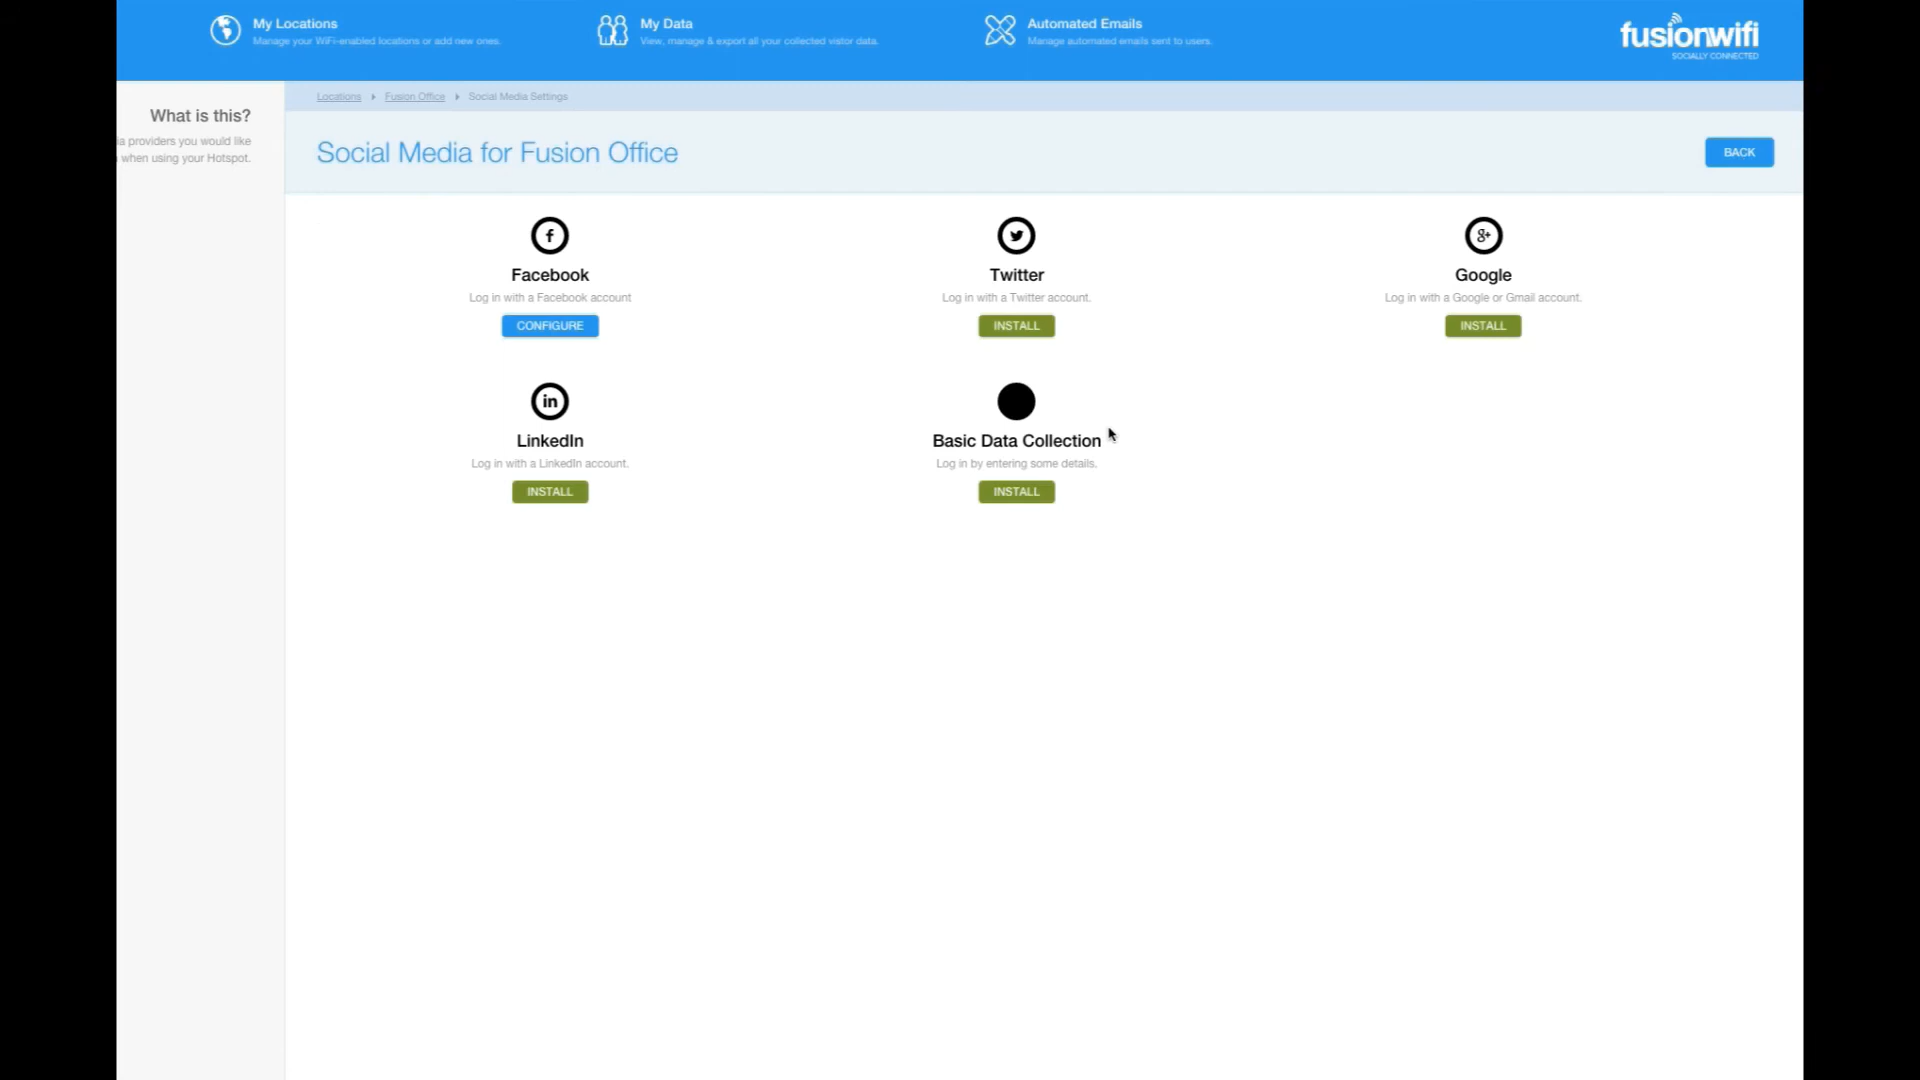 My Locations
Manage your WiFi-enabled locations or add new ones.
My Data
View, manage & export all your collected vistor data.
Automated Emails
Manage automated emails sent to users.
fusionwifi
SOCIALLY CONNECTED
What is this?
providers you would like
when using your Hotspot.
Locations
Fusion Office
Social Media Settings
Social Media for Fusion Office
BACK
f
Facebook
Log in with a Facebook account
CONFIGURE
Twitter
Log in with a Twitter account.
INSTALL
g+
Google
Log in with a Google or Gmail account.
INSTALL
in
LinkedIn
Log in with a LinkedIn account.
INSTALL
Basic Data Collection
Log in by entering some details.
INSTALL